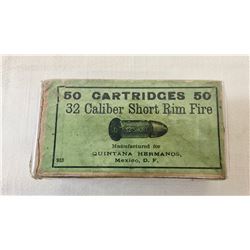 50 CARTRIDGES 50
32 Caliber Short Rim Fire
Manufactured for
QUINTANA HERMANOS,
Mexico, D. F.